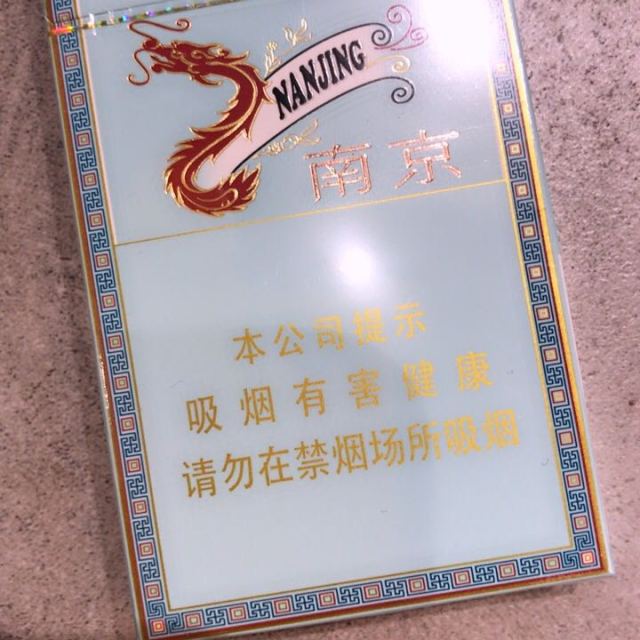 NANJING
南京
本公司提示
吸烟有害健康
请勿在禁烟场所吸烟